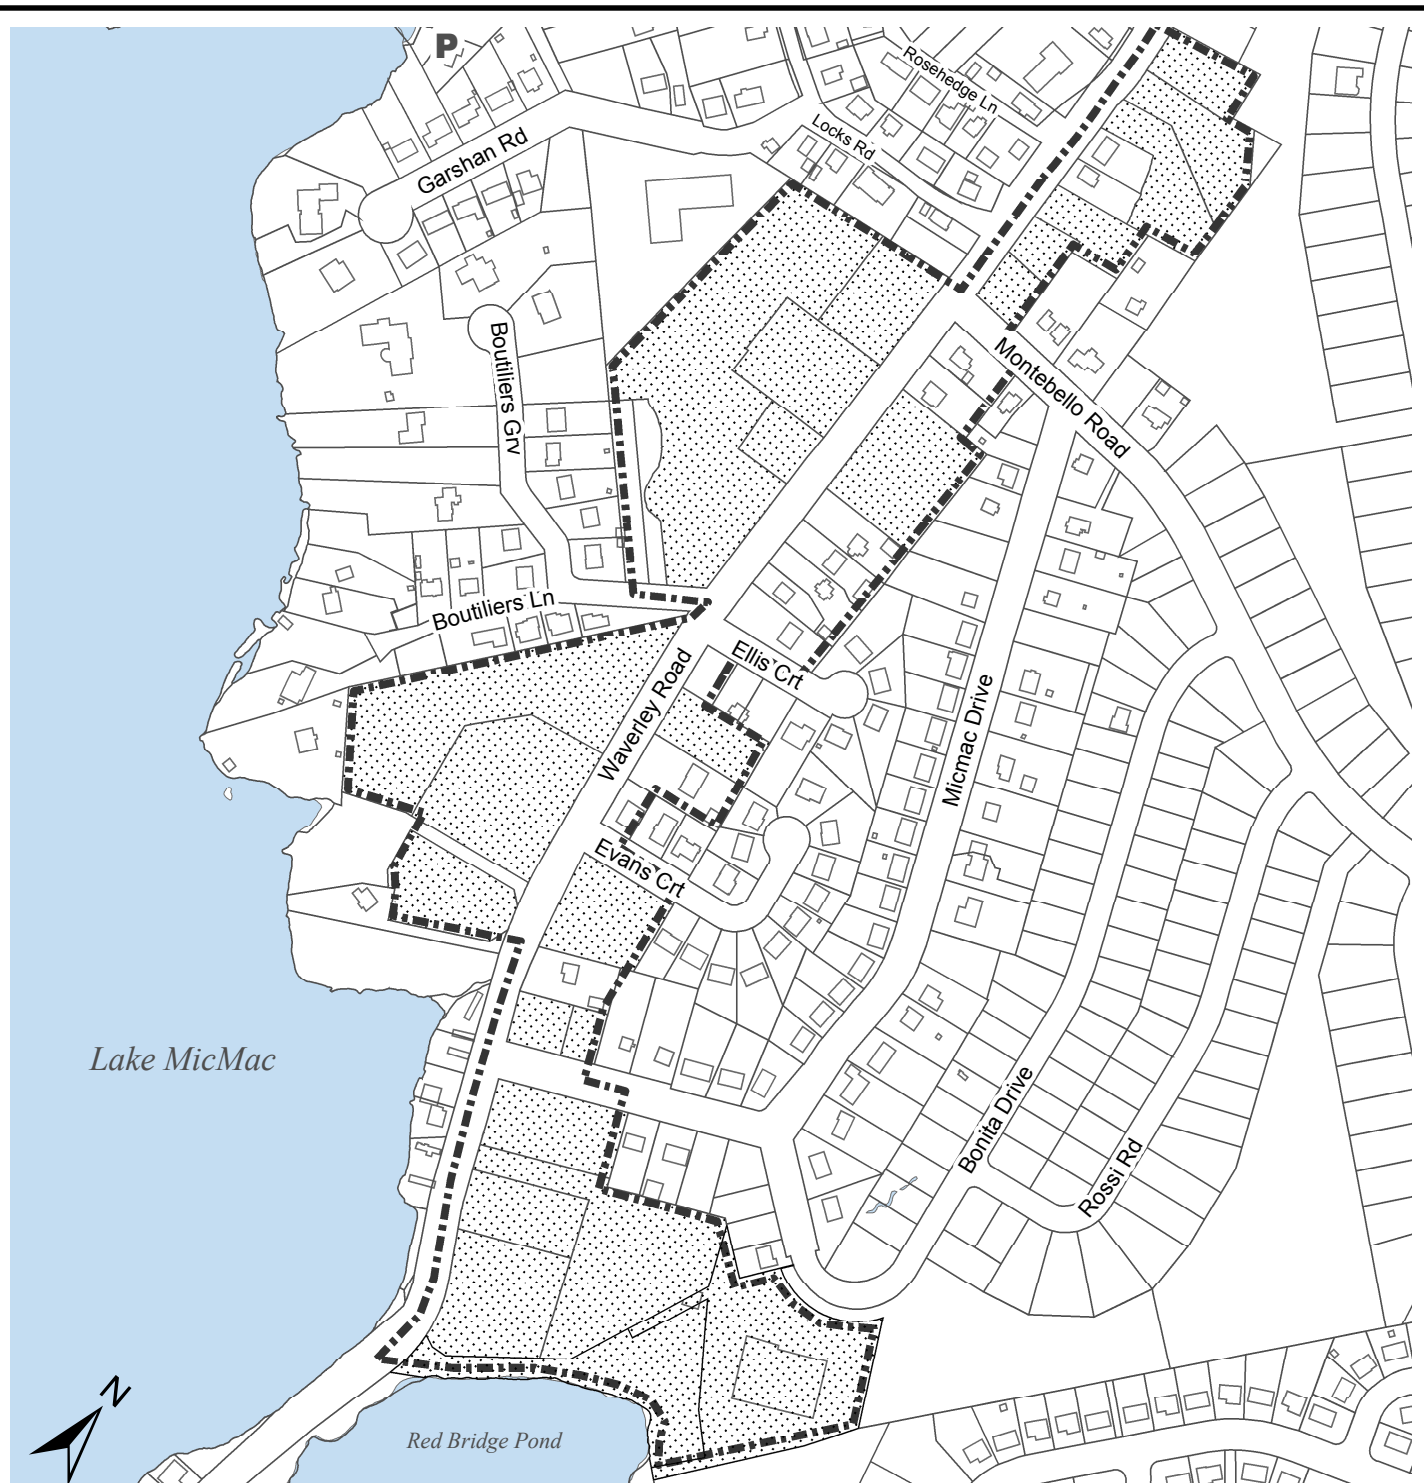 P
Rosehedge Ln
Locks Rd
Garshan Rd
Boutiliers Grv
Montebello Road
Boutiliers Ln
Ellis Crt
Waverley Road
Micmac Drive
Evans Crt
Lake MicMac
Bonita Drive
Rossi Rd
N
Red Bridge Pond